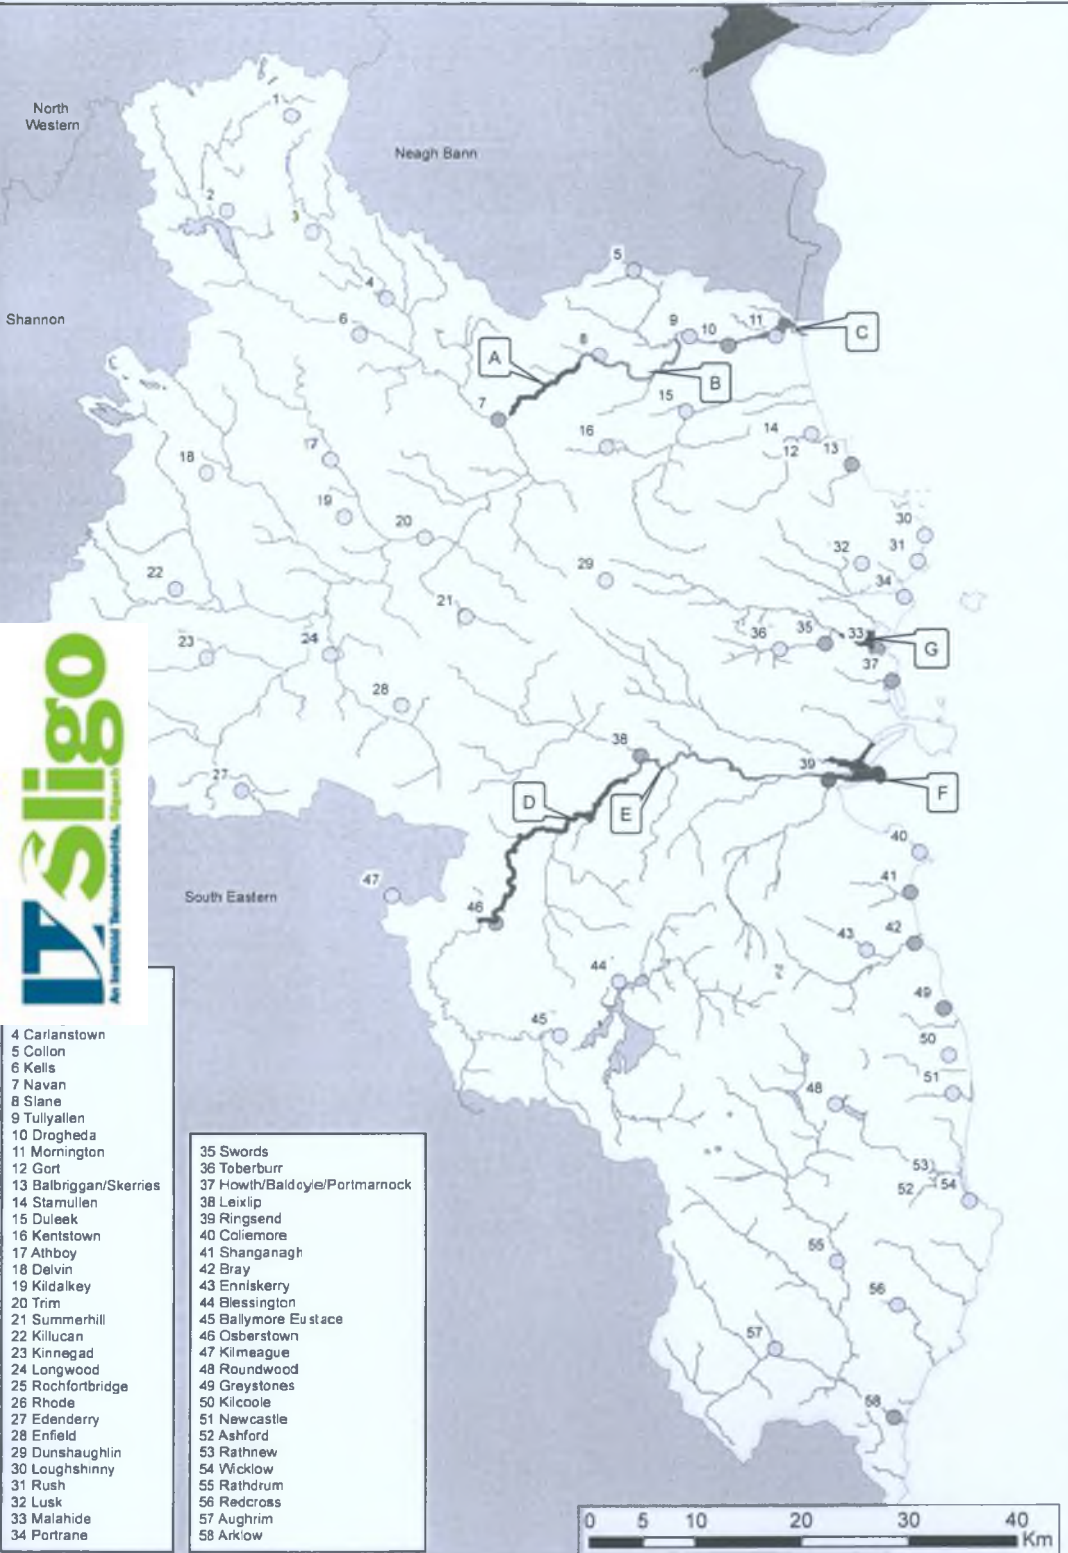 North
Western
Neagh Bann
Shannon
South Eastern
1
2
3
4
5
6
7
8
9
10
11
A
B
C
12
13
14
15
16
17
18
19
20
21
22
23
24
27
28
29
30
31
32
33
34
35
36
37
G
38
39
D
E
F
40
41
42
43
44
45
46
47
48
49
50
51
52
53
54
55
56
57
58
IT Sligo
An Institiúid Teicneolaíochta, Sligeach
4 Carlanstown
5 Collon
6 Kells
7 Navan
8 Slane
9 Tullyallen
10 Drogheda
11 Mornington
12 Gort
13 Balbriggan/Skerries
14 Stamullen
15 Duleek
16 Kentstown
17 Athboy
18 Delvin
19 Kildalkey
20 Trim
21 Summerhill
22 Killucan
23 Kinnegad
24 Longwood
25 Rochfortbridge
26 Rhode
27 Edenderry
28 Enfield
29 Dunshaughlin
30 Loughshinny
31 Rush
32 Lusk
33 Malahide
34 Portrane
35 Swords
36 Toberburr
37 Howth/Baldoyle/Portmarnock
38 Leixlip
39 Ringsend
40 Coliemore
41 Shanganagh
42 Bray
43 Enniskerry
44 Blessington
45 Ballymore Eustace
46 Osberstown
47 Kilmeague
48 Roundwood
49 Greystones
50 Kilcoole
51 Newcastle
52 Ashford
53 Rathnew
54 Wicklow
55 Rathdrum
56 Redcross
57 Aughrim
58 Arklow
0 5 10 20 30 40
Km